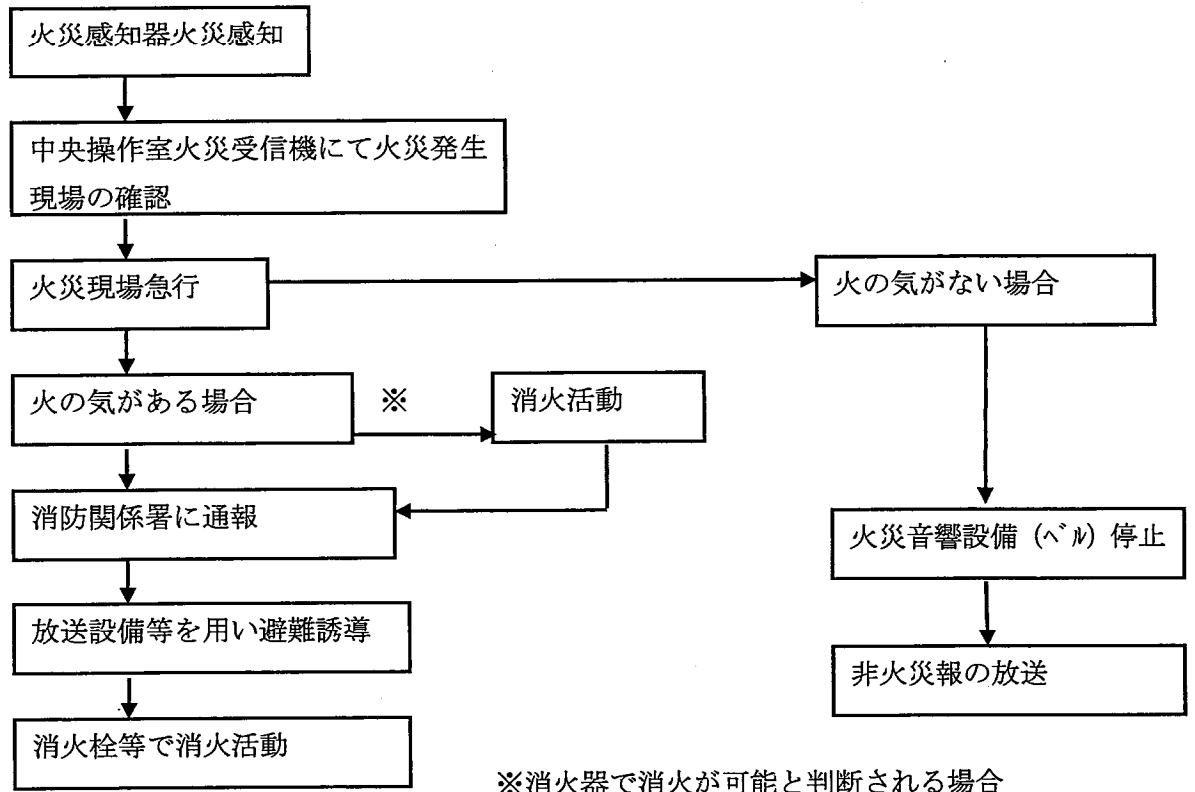 火災感知器火災感知
中央操作室火災受信機にて火災発生
現場の確認
火災現場急行
火の気がない場合
火の気がある場合
※
消火活動
消防関係署に通報
火災音響設備（ﾍﾞﾙ）停止
放送設備等を用い避難誘導
非火災報の放送
消火栓等で消火活動
※消火器で消火が可能と判断される場合